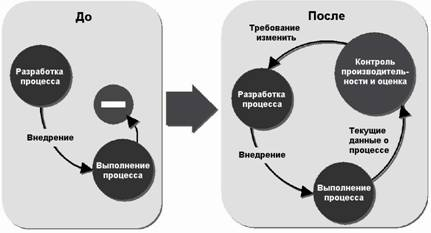 До
Разработка
процесса
Внедрение
Выполнение
процесса
После
Требование
изменить
Контроль
производитель-
ности и оценка
Разработка
процесса
Текущие
данные о
процессе
Внедрение
Выполнение
процесса